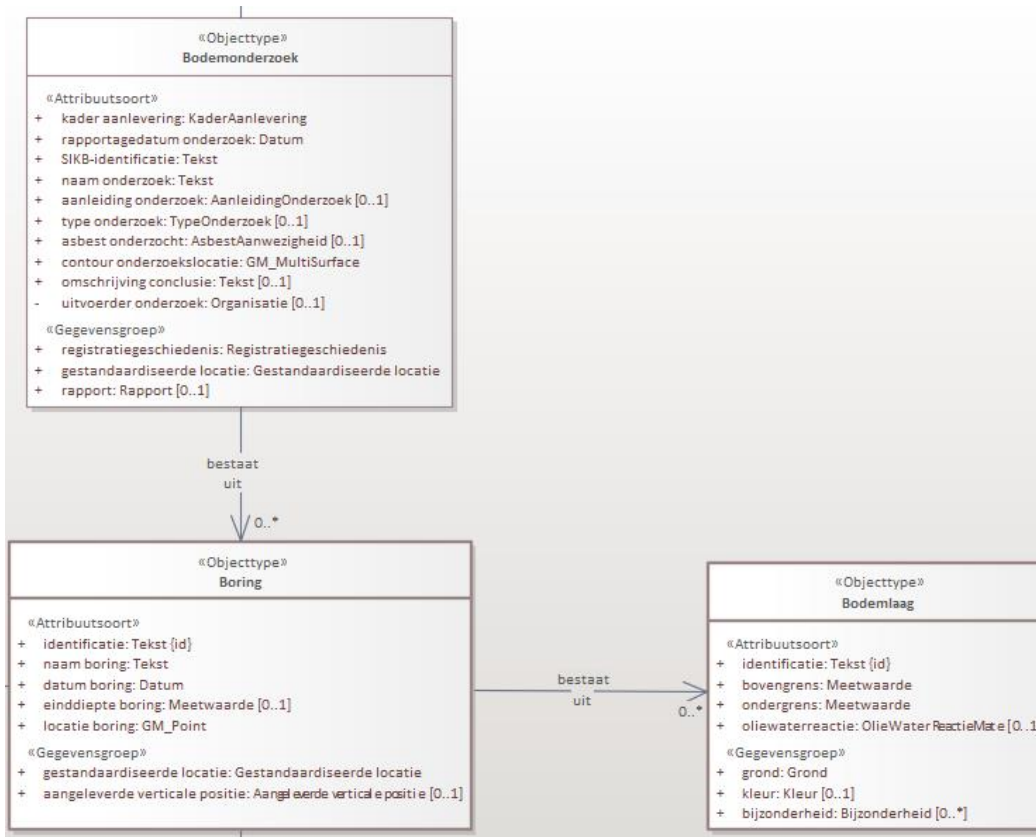 «Objecttype»
Bodemonderzoek
«Attribuutsoort»
+ kader aanlevering: KaderAanlevering
+ rapportagedatum onderzoek: Datum
+ SIKB-identificatie: Tekst
+ naam onderzoek: Tekst
+ aanleiding onderzoek: AanleidingOnderzoek [0..1]
+ type onderzoek: TypeOnderzoek [0..1]
+ asbest onderzocht: AsbestAanwezigheid [0..1]
+ contour onderzoekslocatie: GM_MultiSurface
+ omschrijving conclusie: Tekst [0..1]
- uitvoerder onderzoek: Organisatie [0..1]
«Gegevensgroep»
+ registratiegeschiedenis: Registratiegeschiedenis
+ gestandaardiseerde locatie: Gestandaardiseerde locatie
+ rapport: Rapport [0..1]
bestaat
uit
0..*
«Objecttype»
Boring
«Attribuutsoort»
+ identificatie: Tekst {id}
+ naam boring: Tekst
+ datum boring: Datum
+ einddiepte boring: Meetwaarde [0..1]
+ locatie boring: GM_Point
«Gegevensgroep»
+ gestandaardiseerde locatie: Gestandaardiseerde locatie
+ aangeleverde verticale positie: Aangeleverde verticale positie [0..1]
bestaat
uit
0..*
«Objecttype»
Bodemlaag
«Attribuutsoort»
+ identificatie: Tekst {id}
+ bovengrens: Meetwaarde
+ ondergrens: Meetwaarde
+ oliewaterreactie: OlieWaterReactieMate [0..1
«Gegevensgroep»
+ grond: Grond
+ kleur: Kleur [0..1]
+ bijzonderheid: Bijzonderheid [0..*]